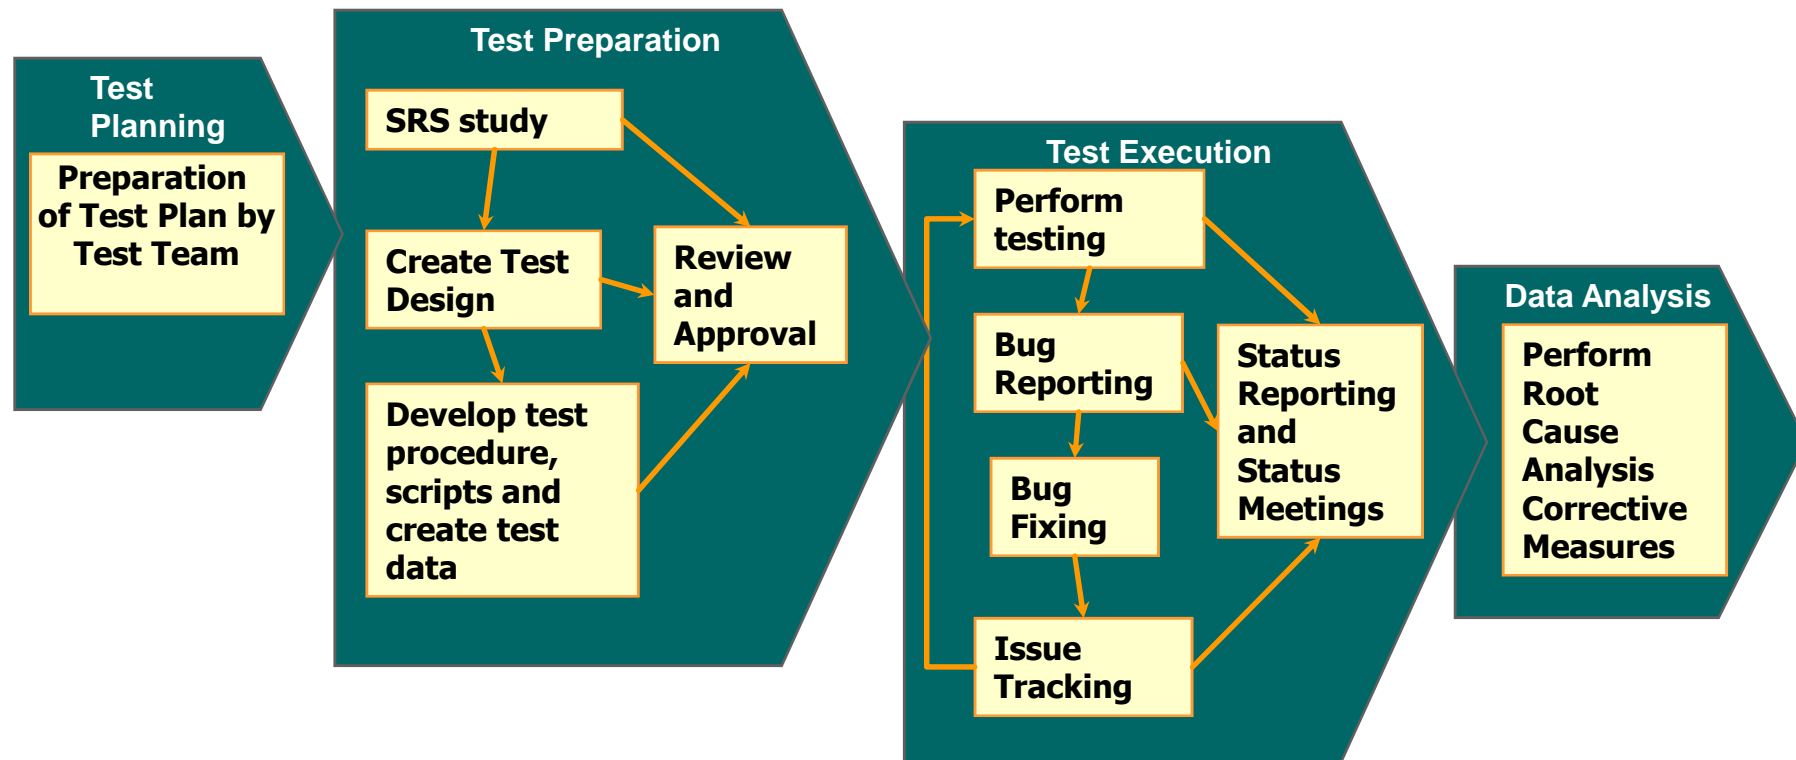 Test
Planning
Preparation
of Test Plan by
Test Team
Test Preparation
SRS study
Create Test
Design
Develop test
procedure,
scripts and
create test
data
Review
and
Approval
Test Execution
Perform
testing
Bug
Reporting
Bug
Fixing
Issue
Tracking
Status
Reporting
and
Status
Meetings
Data Analysis
Perform
Root
Cause
Analysis
Corrective
Measures